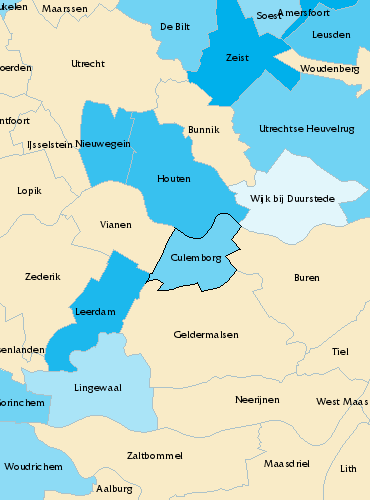 ukelen
Maarssen
De Bilt
Soest
Amersfoort
Leusden
Zeist
Utrecht
oerden
Woudenberg
ntfoort
Bunnik
Utrechtse Heuvelrug
IJsselstein
Nieuwegein
Houten
Lopik
Wijk bij Duurstede
Vianen
Culemborg
Zederik
Buren
Leerdam
Geldermalsen
senlanden
Tiel
Lingewaal
Gorinchem
Neerijnen
West Maas
Zaltbommel
Woudrichem
Maasdriel
Lith
Aalburg